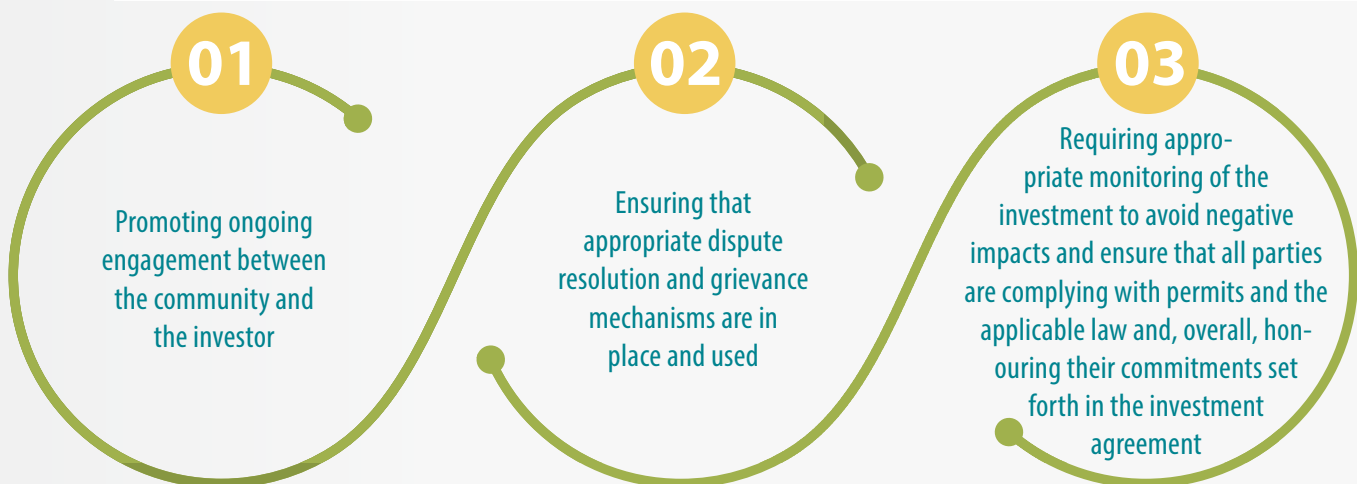 01
Promoting ongoing
engagement between
the community and
the investor
02
Ensuring that
appropriate dispute
resolution and grievance
mechanisms are in
place and used
03
Requiring appro-
priate monitoring of the
investment to avoid negative
impacts and ensure that all parties
are complying with permits and the
applicable law and, overall, hon-
ouring their commitments set
forth in the investment
agreement